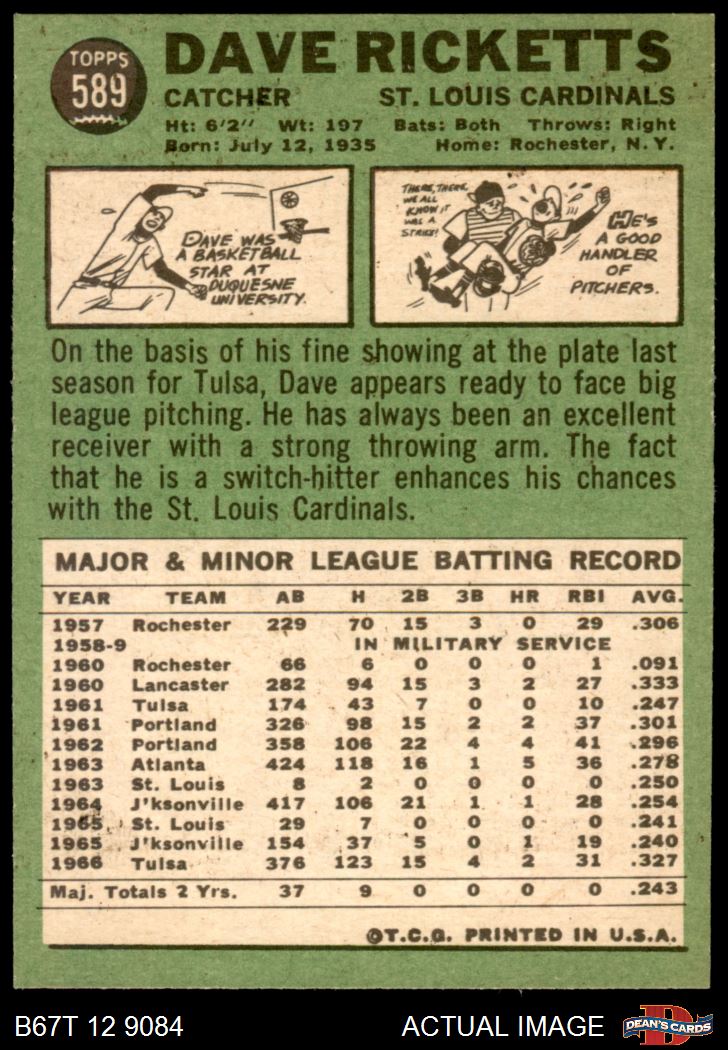 TOPPS
589
DAVE RICKETTS
CATCHER ST. LOUIS CARDINALS
Ht: 6'2" Wt: 197 Bats: Both Throws: Right
Born: July 12, 1935 Home: Rochester, N. Y.
DAVE WAS
A BASKETBALL
STAR AT
DUQUESNE
UNIVERSITY.
THERE, THERE,
WE ALL
KNOW IT
WAS A
STRIKE!
HE'S
A GOOD
HANDLER
OF
PITCHERS.
On the basis of his fine showing at the plate last
season for Tulsa, Dave appears ready to face big
league pitching. He has always been an excellent
receiver with a strong throwing arm. The fact
that he is a switch-hitter enhances his chances
with the St. Louis Cardinals.
MAJOR & MINOR LEAGUE BATTING RECORD
YEAR TEAM AB H 2B 3B HR RBI AVG.
1957 Rochester 229 70 15 3 0 29 .306
1958-9 IN MILITARY SERVICE
1960 Rochester 66 6 0 0 0 1 .091
1960 Lancaster 282 94 15 3 2 27 .333
1961 Tulsa 174 43 7 0 0 10 .247
1961 Portland 326 98 15 2 2 37 .301
1962 Portland 358 106 22 4 4 41 .296
1963 Atlanta 424 118 16 1 5 36 .278
1963 St. Louis 8 2 0 0 0 0 .250
1964 J'ksonville 417 106 21 1 1 28 .254
1965 St. Louis 29 7 0 0 0 0 .241
1965 J'ksonville 154 37 5 0 1 19 .240
1966 Tulsa 376 123 15 4 2 31 .327
Maj. Totals 2 Yrs. 37 9 0 0 0 0 .243
©T.C.G. PRINTED IN U.S.A.
B67T 12 9084 ACTUAL IMAGE
D
DEAN'S CARDS